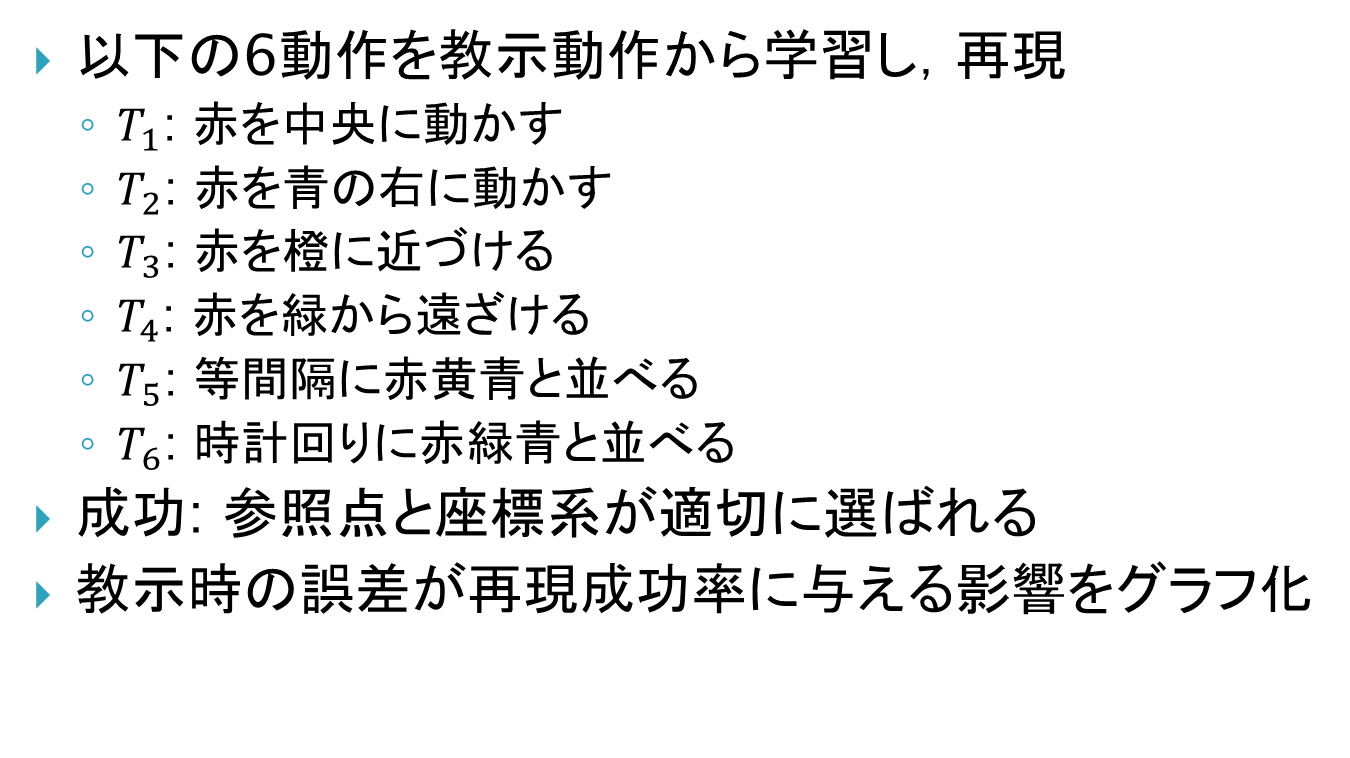 以下の6動作を教示動作から学習し, 再現
T₁: 赤を中央に動かす
T₂: 赤を青の右に動かす
T₃: 赤を橙に近づける
T₄: 赤を緑から遠ざける
T₅: 等間隔に赤黄青と並べる
T₆: 時計回りに赤緑青と並べる
成功: 参照点と座標系が適切に選ばれる
教示時の誤差が再現成功率に与える影響をグラフ化